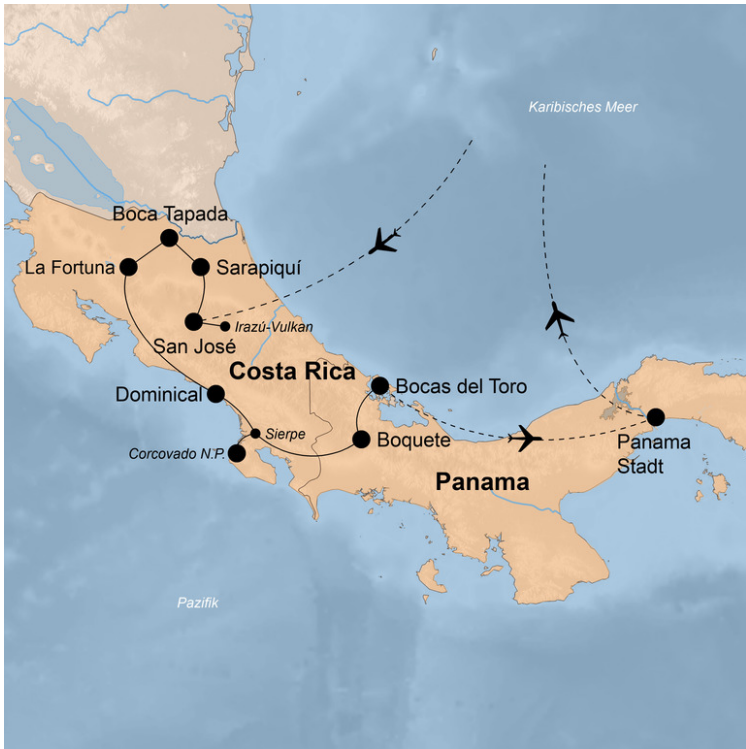 Karibisches Meer
Boca Tapada
La Fortuna
Sarapiquí
Irazú-Vulkan
San José
Costa Rica
Dominical
Bocas del Toro
Sierpe
Boquete
Panama
Stadt
Corcovado N.P.
Panama
Pazifik